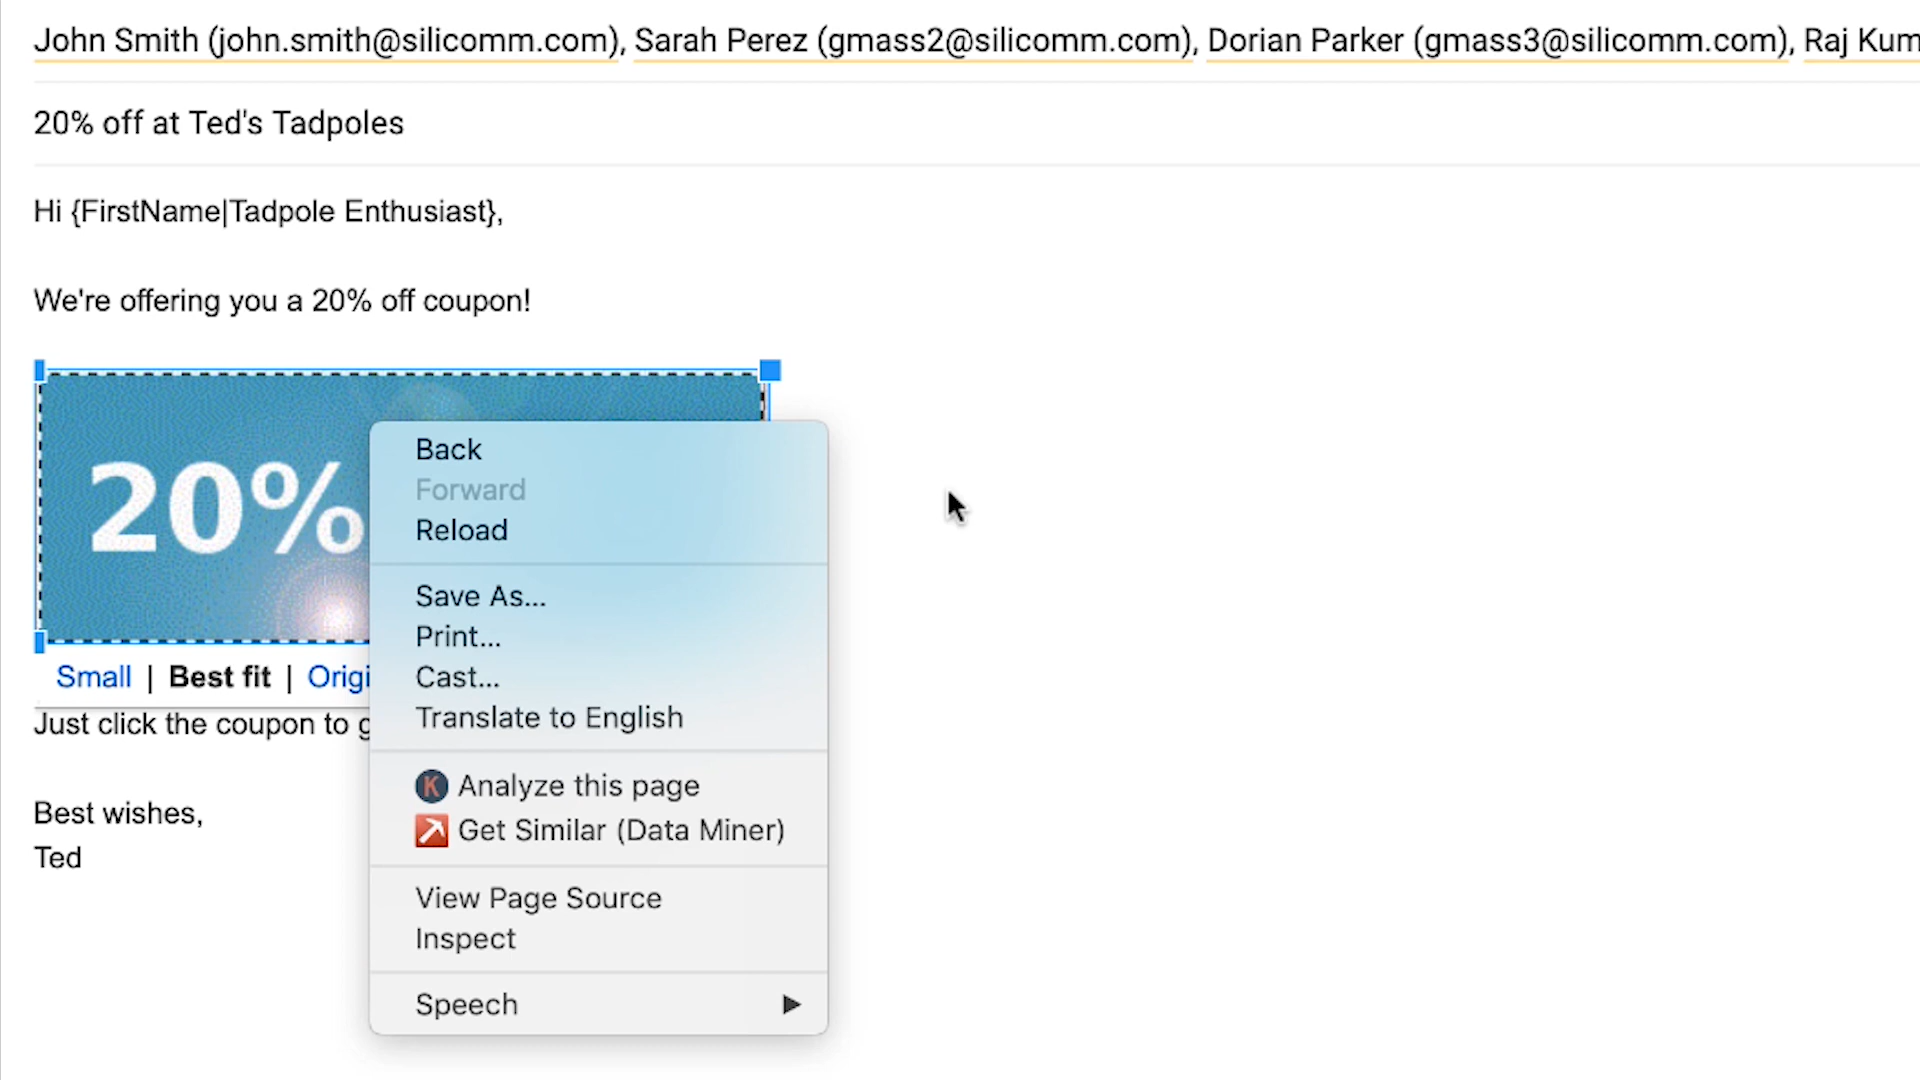 John Smith (john.smith@silicomm.com), Sarah Perez (gmass2@silicomm.com), Dorian Parker (gmass3@silicomm.com), Raj
20% off at Ted's Tadpoles
Hi {FirstName|Tadpole Enthusiast},
We're offering you a 20% off coupon!
20%
Small | Best fit |
Just click the coupon to
Best wishes,
Ted
Back
Forward
Reload
Save As...
Print...
Cast...
Translate to English
K Analyze this page
Get Similar (Data Miner)
View Page Source
Inspect
Speech